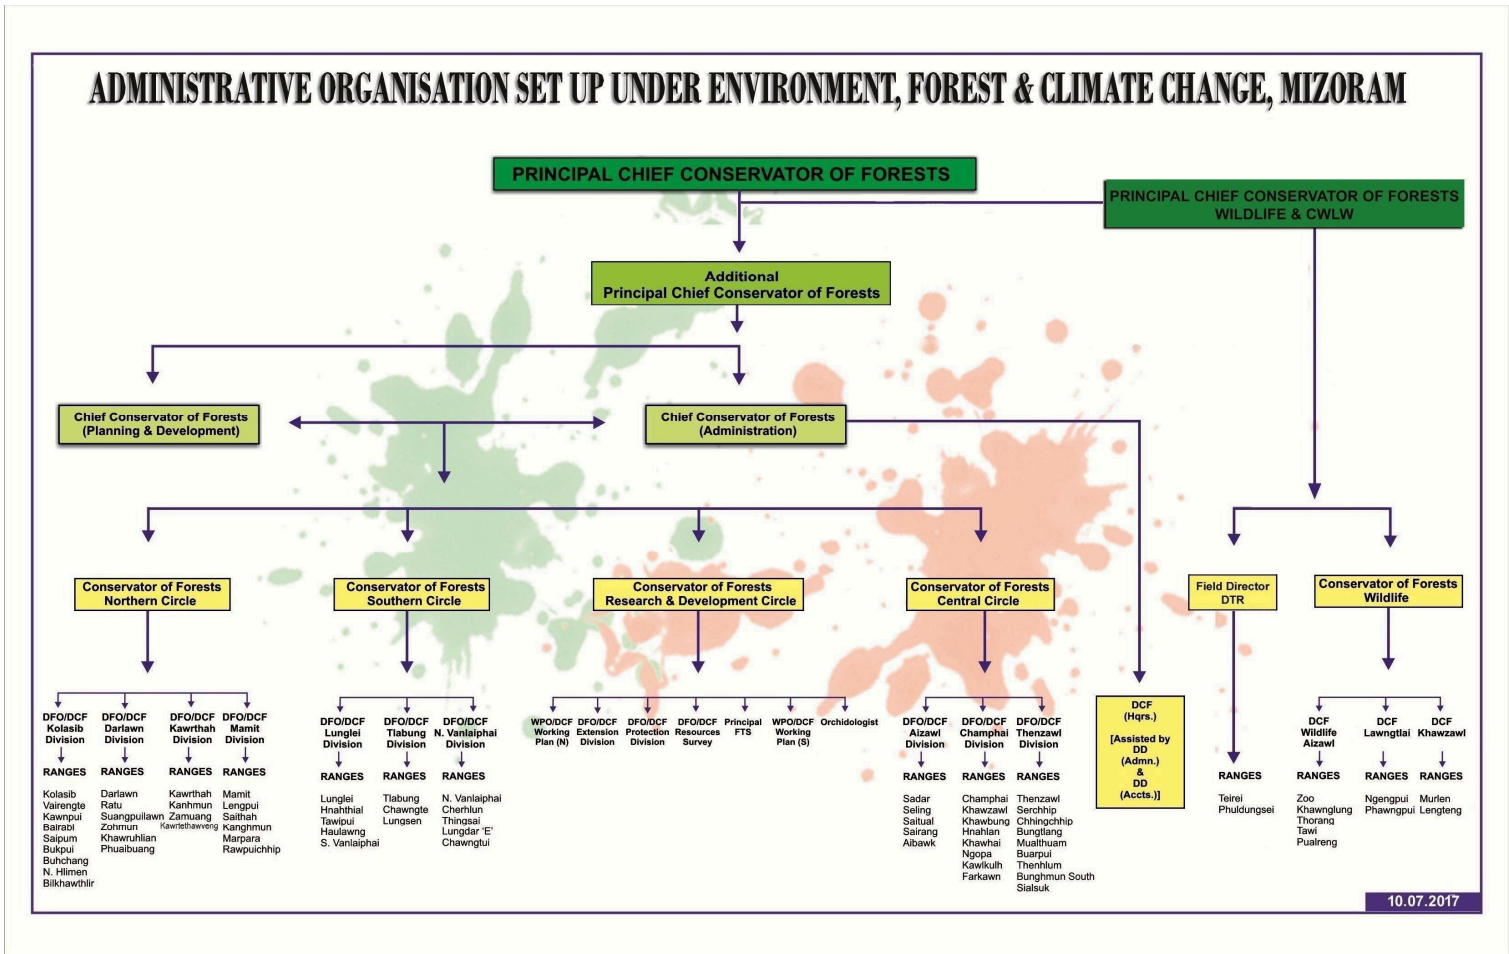 ADMINISTRATIVE ORGANISATION SET UP UNDER ENVIRONMENT, FOREST & CLIMATE CHANGE, MIZORAM
PRINCIPAL CHIEF CONSERVATOR OF FORESTS
PRINCIPAL CHIEF CONSERVATOR OF FORESTS
WILDLIFE & CWLW
Additional
Principal Chief Conservator of Forests
Chief Conservator of Forests
(Planning & Development)
Chief Conservator of Forests
(Administration)
Conservator of Forests
Northern Circle
Conservator of Forests
Southern Circle
Conservator of Forests
Research & Development Circle
Conservator of Forests
Central Circle
Field Director
DTR
Conservator of Forests
Wildlife
DFO/DCF
Kolasib
Division
RANGES
Kolasib
Vairengte
Kawnpui
Bairabi
Saipum
Bukpui
Buhchang
N. Hlimen
Bilkhawthlir
DFO/DCF
Darlawn
Division
RANGES
Darlawn
Ratu
Suangpuilawn
Zohmun
Khawruhlian
Phuaibuang
DFO/DCF
Kawrthah
Division
RANGES
Kawrthah
Kanhmun
Zamuang
Kawrtethawveng
DFO/DCF
Mamit
Division
RANGES
Mamit
Lengpui
Saithah
Kanghmun
Marpara
Rawpuichhip
DFO/DCF
Lunglei
Division
RANGES
Lunglei
Hnahthial
Tawipui
Haulawng
S. Vanlaiphai
DFO/DCF
Tlabung
Division
RANGES
Tlabung
Chawngte
Lungsen
DFO/DCF
N. Vanlaiphai
Division
RANGES
N. Vanlaiphai
Cherhlun
Thingsai
Lungdar 'E'
Chawngtui
WPO/DCF
Working
Plan (N)
DFO/DCF
Extension
Division
DFO/DCF
Protection
Division
DFO/DCF
Resources
Survey
Principal
FTS
WPO/DCF
Working
Plan (S)
Orchidologist
DFO/DCF
Aizawl
Division
RANGES
Sadar
Seling
Saitual
Sairang
Aibawk
DFO/DCF
Champhai
Division
RANGES
Champhai
Khawzawl
Khawbung
Hnahlan
Khawhai
Ngopa
Kawlkulh
Farkawn
DFO/DCF
Thenzawl
Division
RANGES
Thenzawl
Serchhip
Chhingchhip
Bungtlang
Mualthuam
Buarpui
Thenhlum
Bunghmun South
Sialsuk
DCF
(Hqrs.)
[Assisted by
DD
(Admn.)
&
DD
(Accts.)]
RANGES
Teirei
Phuldungsei
DCF
Wildlife
Aizawl
RANGES
Zoo
Khawnglung
Thorang
Tawi
Pualreng
DCF
Lawngtlai
RANGES
Ngengpui
Phawngpui
DCF
Khawzawl
RANGES
Murlen
Lengteng
10.07.2017